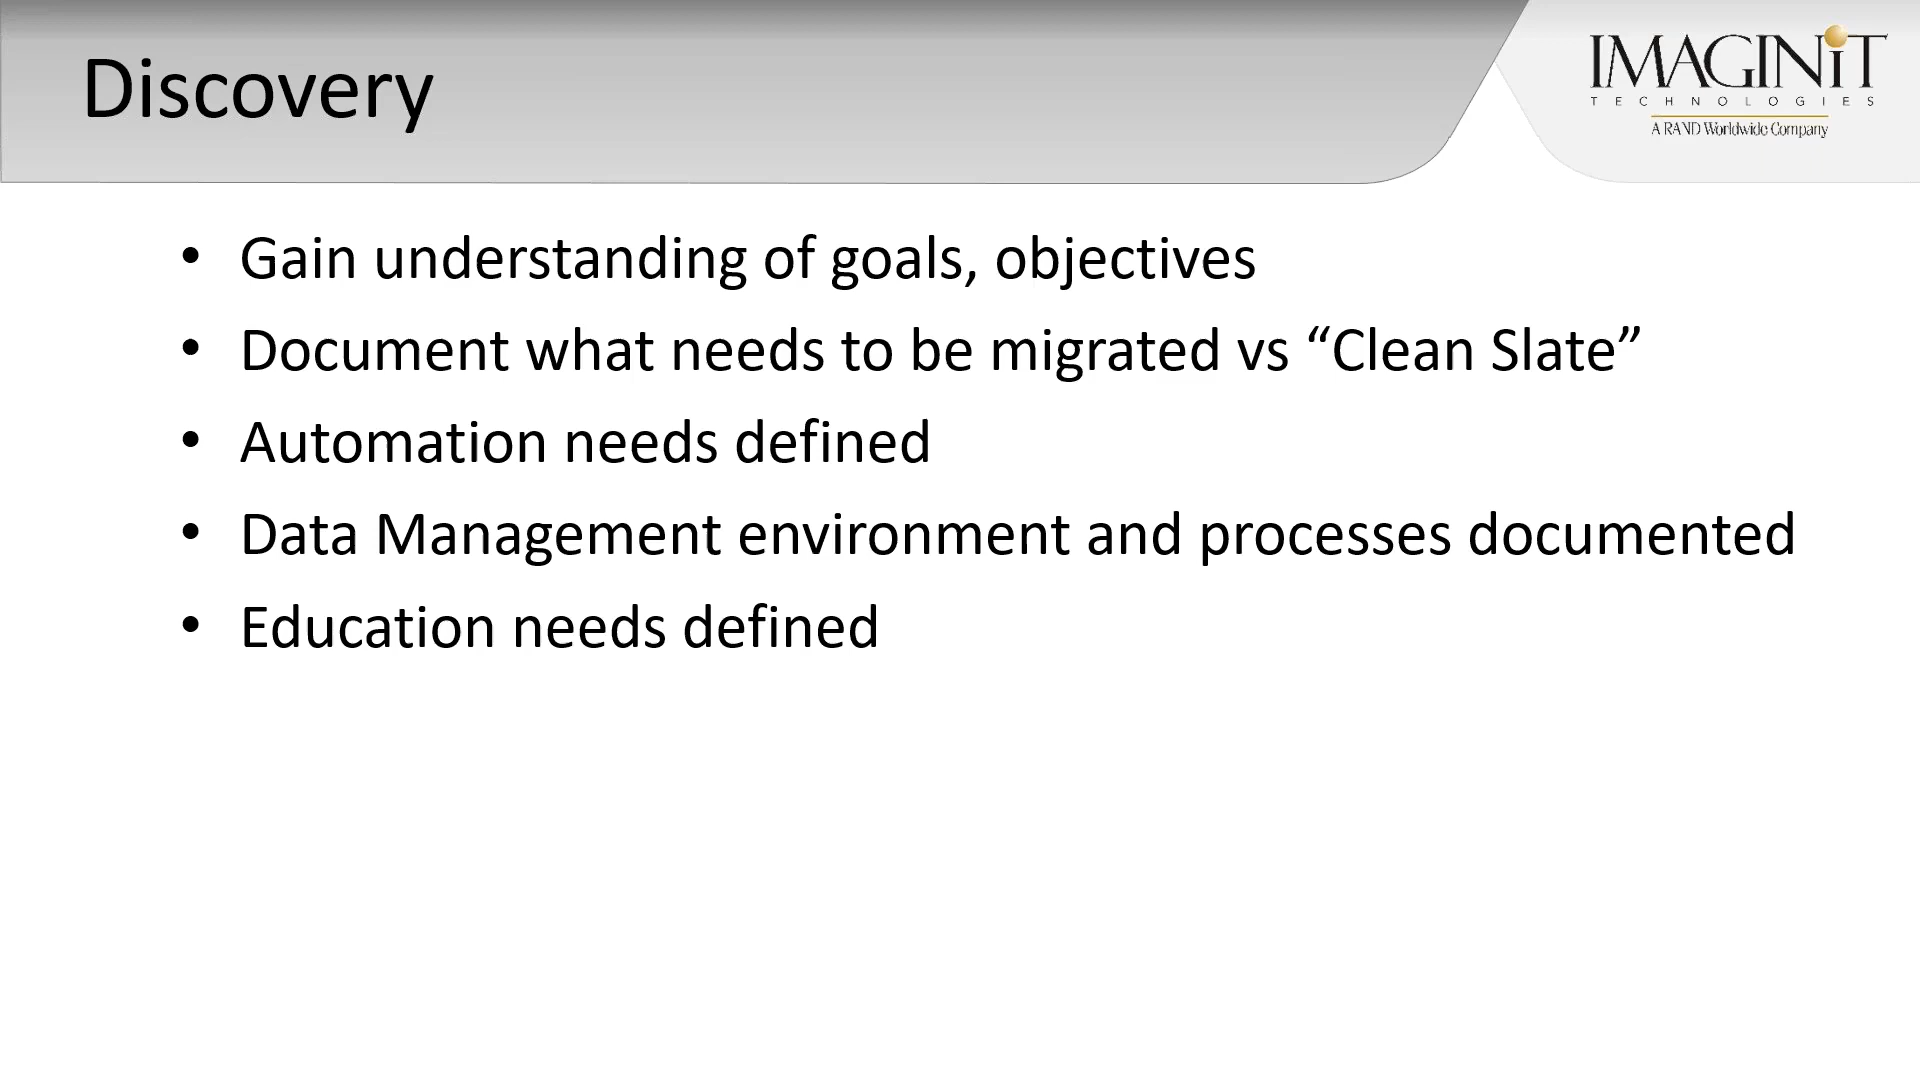 Discovery
IMAGINiT
TECHNOLOGIES
A RAND Worldwide Company
• Gain understanding of goals, objectives
• Document what needs to be migrated vs “Clean Slate”
• Automation needs defined
• Data Management environment and processes documented
• Education needs defined